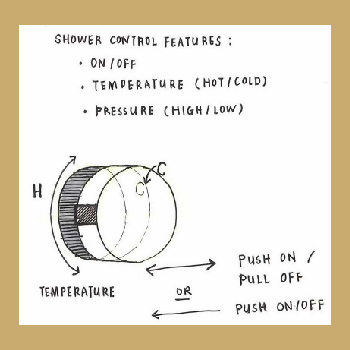 SHOWER CONTROL FEATURES :
• ON/OFF
• TEMPERATURE (HOT/COLD)
• PRESSURE (HIGH/LOW)
C
H
PUSH ON /
PULL OFF
TEMPERATURE
OR
PUSH ON/OFF